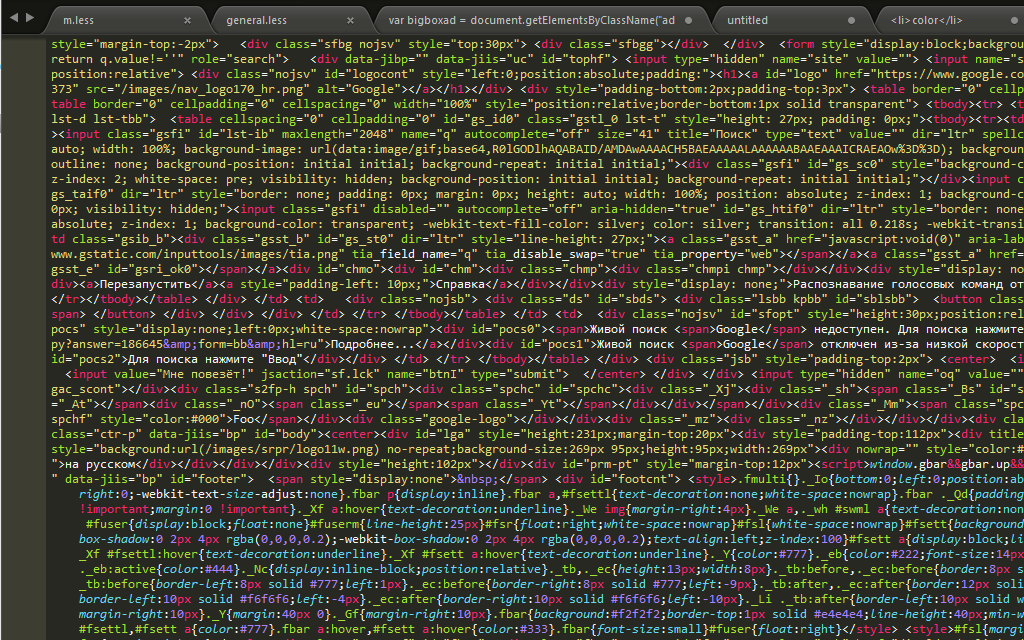 m.less × general.less × var bigboxad = document.getElementsByClassName("ad untitled <li>color</li>
style="margin-top:-2px"> <div class="sfbg nojsv" style="top:30px"> <div class="sfbgg"></div> </div> <form style="display:block;backgrou
return q.value!=''" role="search"> <div data-jibp="" data-jiis="uc" id="tophf"> <input type="hidden" name="site" value=""> <input name="s
position:relative"> <div class="nojsv" id="logocont" style="left:0;position:absolute;padding:"><h1><a id="logo" href="https://www.google.co
373" src="/images/nav_logo170_hr.png" alt="Google"></a></h1></div> <div style="padding-bottom:2px;padding-top:3px"> <table border="0" cellp
table border="0" cellpadding="0" cellspacing="0" width="100%" style="position:relative;border-bottom:1px solid transparent"> <tbody><tr> <t
lst-d lst-tbb"> <table cellspacing="0" cellpadding="0" id="gs_id0" class="gstl_0 lst-t" style="height: 27px; padding: 0px;"><tbody><tr><td
><input class="gsfi" id="lst-ib" maxlength="2048" name="q" autocomplete="off" size="41" title="Поиск" type="text" value="" dir="ltr" spellc
auto; width: 100%; background-image: url(data:image/gif;base64,R0lGODlhAQABAID/AMDAwAAAACH5BAEAAAAALAAAAAABAAEAAAICRAEAOw%3D%3D); backgroun
outline: none; background-position: initial initial; background-repeat: initial initial;"><div class="gsfi" id="gs_sc0" style="background-c
z-index: 2; white-space: pre; visibility: hidden; background-position: initial initial; background-repeat: initial initial;"></div><input c
gs_taif0" dir="ltr" style="border: none; padding: 0px; margin: 0px; height: auto; width: 100%; position: absolute; z-index: 1; background-c
0px; visibility: hidden;"><input class="gsfi" disabled="" autocomplete="off" aria-hidden="true" id="gs_htif0" dir="ltr" style="border: none
absolute; z-index: 1; background-color: transparent; -webkit-text-fill-color: silver; color: silver; transition: all 0.218s; -webkit-transi
td class="gsib_b"><div class="gsst_b" id="gs_st0" dir="ltr" style="line-height: 27px;"><a class="gsst_a" href="javascript:void(0)" aria-lab
www.gstatic.com/inputtools/images/tia.png" tia_field_name="q" tia_disable_swap="true" tia_property="web"></span></a><a class="gsst_a" href=
gsst_e" id="gsri_ok0"></span></a><div id="chmo"><div id="chm"><div class="chmp"><div class="chmpi chmp"></div></div><div style="display: no
div><a>Перезапустить</a><a style="padding-left: 10px;">Справка</a></div></div><div style="display: none;">Распознавание голосовых команд от
</tr></tbody></table> </div> </td> <td> <div class="nojsb"> <div class="ds" id="sbds"> <div class="lsbb kpbb" id="sblsbb"> <button class
span> </button> </div> </div> </div> </td> </tr> </tbody></table> </td> <td> <div class="nojsv" id="sfopt" style="height:30px;position:rel
pocs" style="display:none;left:0px;white-space:nowrap"><div id="pocs0"><span>Живой поиск <span>Google</span> недоступен. Для поиска нажмите
py?answer=186645&amp;form=bb&amp;hl=ru">Подробнее...</a></div><div id="pocs1">Живой поиск <span>Google</span> отключен из-за низкой скорост
id="pocs2">Для поиска нажмите "Ввод"</div></div> </td> </tr> </tbody></table> </div> <div class="jsb" style="padding-top:2px"> <center> <i
<input value="Мне повезёт!" jsaction="sf.lck" name="btnI" type="submit"> </center> </div> </div> <input type="hidden" name="oq" value=""
gac_scont"></div><div class="s2fp-h spch" id="spch"><div class="spchc" id="spchc"><div class="_Xj"><div class="_sh"><span class="_Bs" id="s
="_At"></span><div class="_nO"><span class="_eu"></span><span class="_Yt"></span></div></div></span></div><div class="_Mm"><span class="spc
spchf" style="color:#000">Foo</span></div><div class="google-logo"></div></div><div class="_mz"><div class="_nz"></div></div></div><div cla
class="ctr-p" data-jiis="bp" id="body"><center><div id="lga" style="height:231px;margin-top:20px"><div style="padding-top:112px"><div title
style="background:url(/images/srpr/logo11w.png) no-repeat;background-size:269px 95px;height:95px;width:269px"><div nowrap="" style="color:#
">на русском</div></div></div></div><div style="height:102px"></div><div id="prm-pt" style="margin-top:12px"><script>window.gbar&&gbar.up&&
" data-jiis="bp" id="footer"> <span style="display:none">&nbsp;</span> <div id="footcnt"> <style>.fmulti{}._Io{bottom:0;left:0;position:ab
right:0;-webkit-text-size-adjust:none}.fbar p{display:inline}.fbar a,#fsettl{text-decoration:none;white-space:nowrap}.fbar ._Qd{padding
!important;margin:0 !important}._Xf a:hover{text-decoration:underline}._We img{margin-right:4px}._We a,._wh #swml a{text-decoration:non
#fuser{display:block;float:none}#fuserm{line-height:25px}#fsr{float:right;white-space:nowrap}#fsl{white-space:nowrap}#fsett{background
box-shadow:0 2px 4px rgba(0,0,0,0.2);-webkit-box-shadow:0 2px 4px rgba(0,0,0,0.2);text-align:left;z-index:100}#fsett a{display:block;li
_Xf #fsettl:hover{text-decoration:underline}._Xf #fsett a:hover{text-decoration:underline}._Y{color:#777}._eb{color:#222;font-size:14px
._eb:active{color:#444}._Nc{display:inline-block;position:relative}._tb,._ec{height:13px;width:8px}._tb:before,._ec:before{border:8px s
_tb:before{border-left:8px solid #777;left:1px}._ec:before{border-right:8px solid #777;left:-9px}._tb:after,._ec:after{border:12px soli
border-left:10px solid #f6f6f6;left:-4px}._ec:after{border-right:10px solid #f6f6f6;left:-10px}._Li ._tb:after{border-left:10px solid w
margin-right:10px}._Y{margin:40px 0}._Gf{margin-right:10px}.fbar{background:#f2f2f2;border-top:1px solid #e4e4e4;line-height:40px;min-w
#fsettl,#fsett a{color:#777}.fbar a:hover,#fsett a:hover{color:#333}.fbar{font-size:small}#fuser{float:right}</style> <style>#fsl{margi